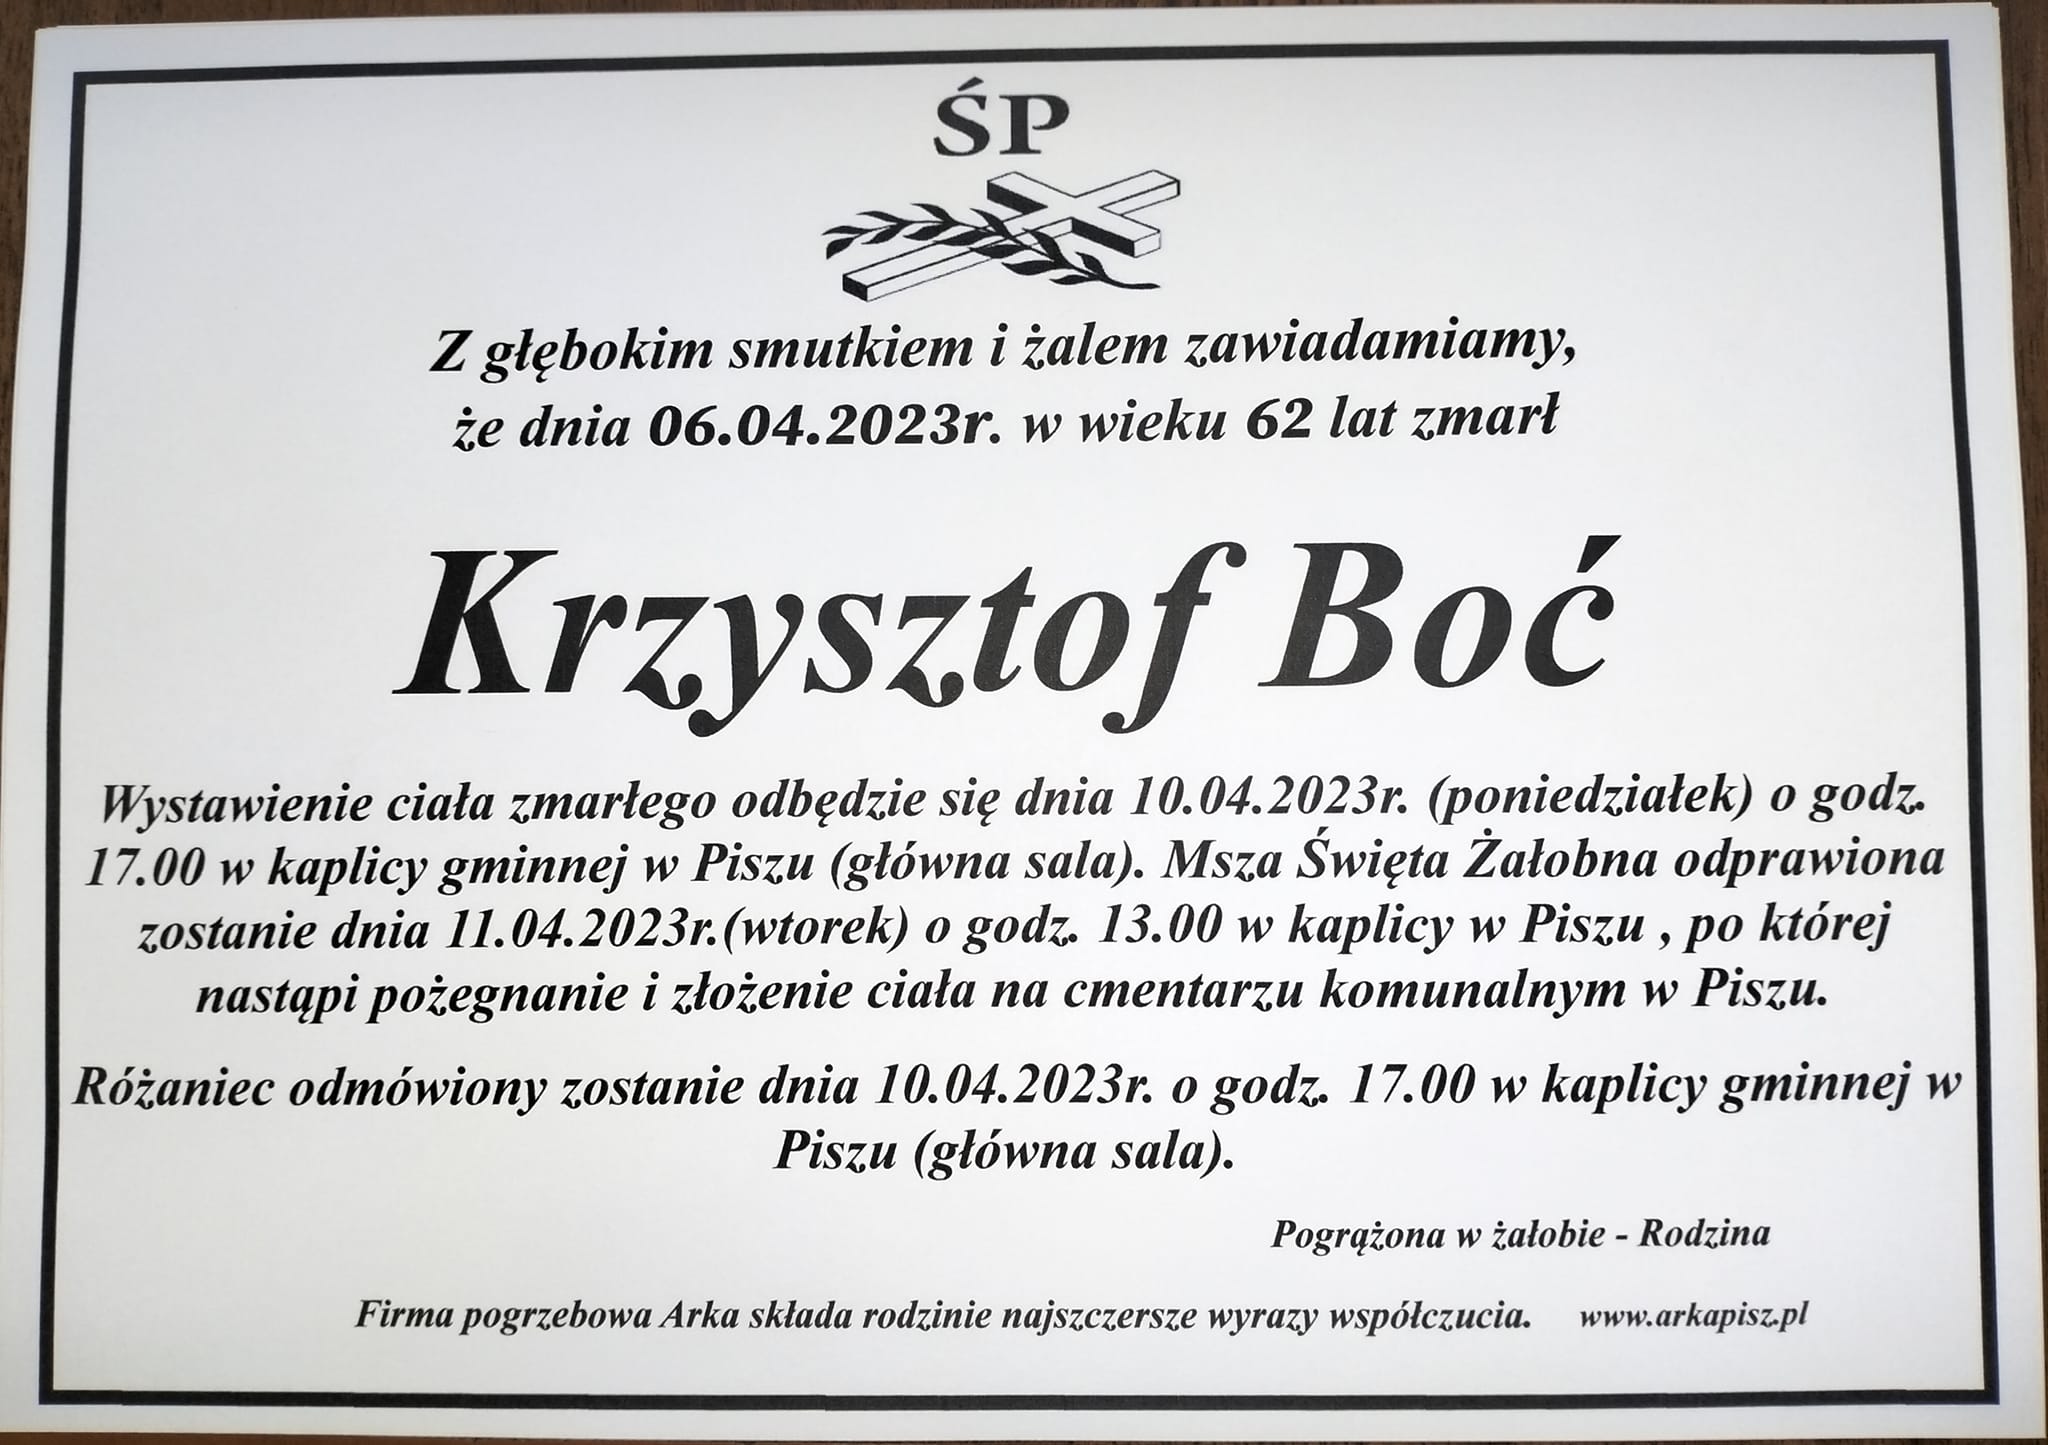 ŚP
Z głębokim smutkiem i żalem zawiadamiamy,
że dnia 06.04.2023r. w wieku 62 lat zmarł
Krzysztof Boć
Wystawienie ciała zmarłego odbędzie się dnia 10.04.2023r. (poniedziałek) o godz.
17.00 w kaplicy gminnej w Piszu (główna sala). Msza Święta Żałobna odprawiona
zostanie dnia 11.04.2023r.(wtorek) o godz. 13.00 w kaplicy w Piszu , po której
nastąpi pożegnanie i złożenie ciała na cmentarzu komunalnym w Piszu.
Różaniec odmówiony zostanie dnia 10.04.2023r. o godz. 17.00 w kaplicy gminnej w
Piszu (główna sala).
Pogrążona w żałobie - Rodzina
Firma pogrzebowa Arka składa rodzinie najszczersze wyrazy współczucia. www.arkapisz.pl